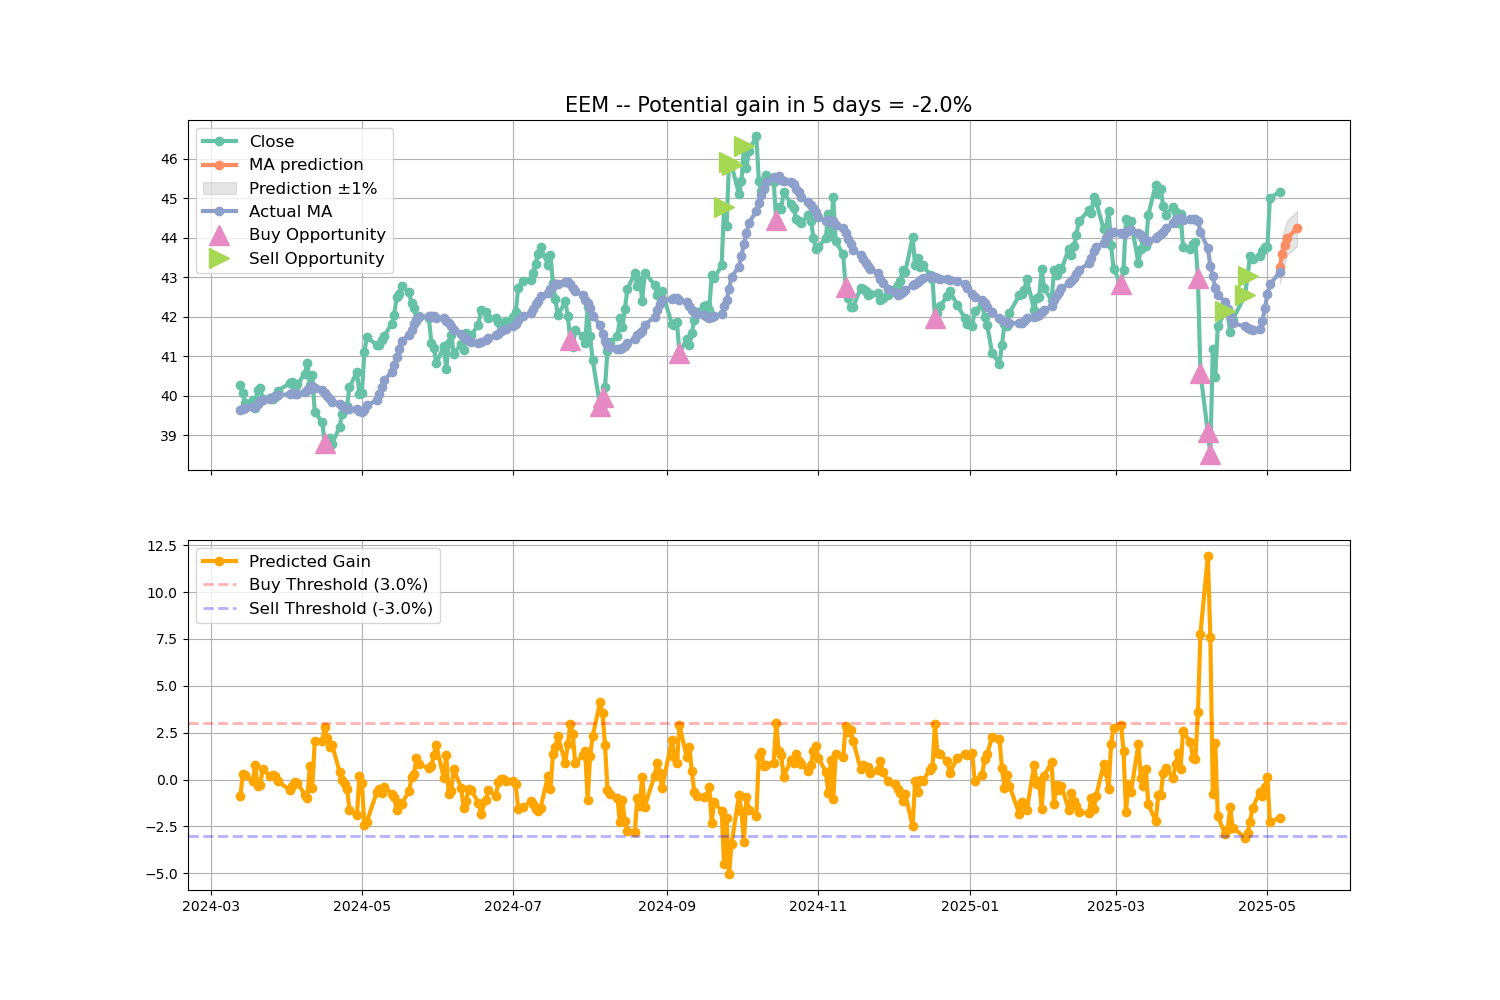 EEM -- Potential gain in 5 days = -2.0%
Close
MA prediction
Prediction ±1%
Actual MA
Buy Opportunity
Sell Opportunity
46
45
44
43
42
41
40
39
Predicted Gain
Buy Threshold (3.0%)
Sell Threshold (-3.0%)
12.5
10.0
7.5
5.0
2.5
0.0
−2.5
−5.0
2024-03 2024-05 2024-07 2024-09 2024-11 2025-01 2025-03 2025-05